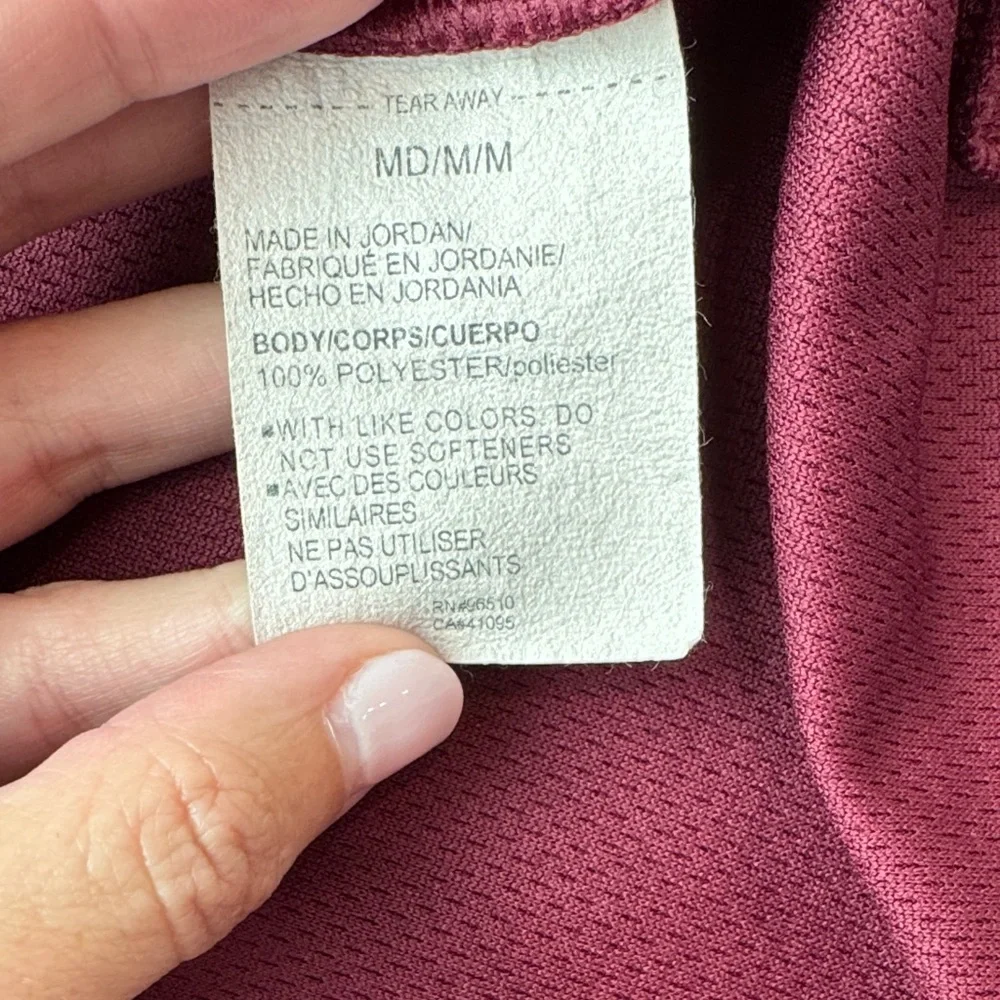 TEAR AWAY
MD/M/M
MADE IN JORDAN/
FABRIQUÉ EN JORDANIE/
HECHO EN JORDANIA
BODY/CORPS/CUERPO
100% POLYESTER/poliester
WITH LIKE COLORS. DO
NOT USE SOFTENERS
AVEC DES COULEURS
SIMILAIRES
NE PAS UTILISER
D'ASSOUPLISSANTS
RN#96510
CA#41095